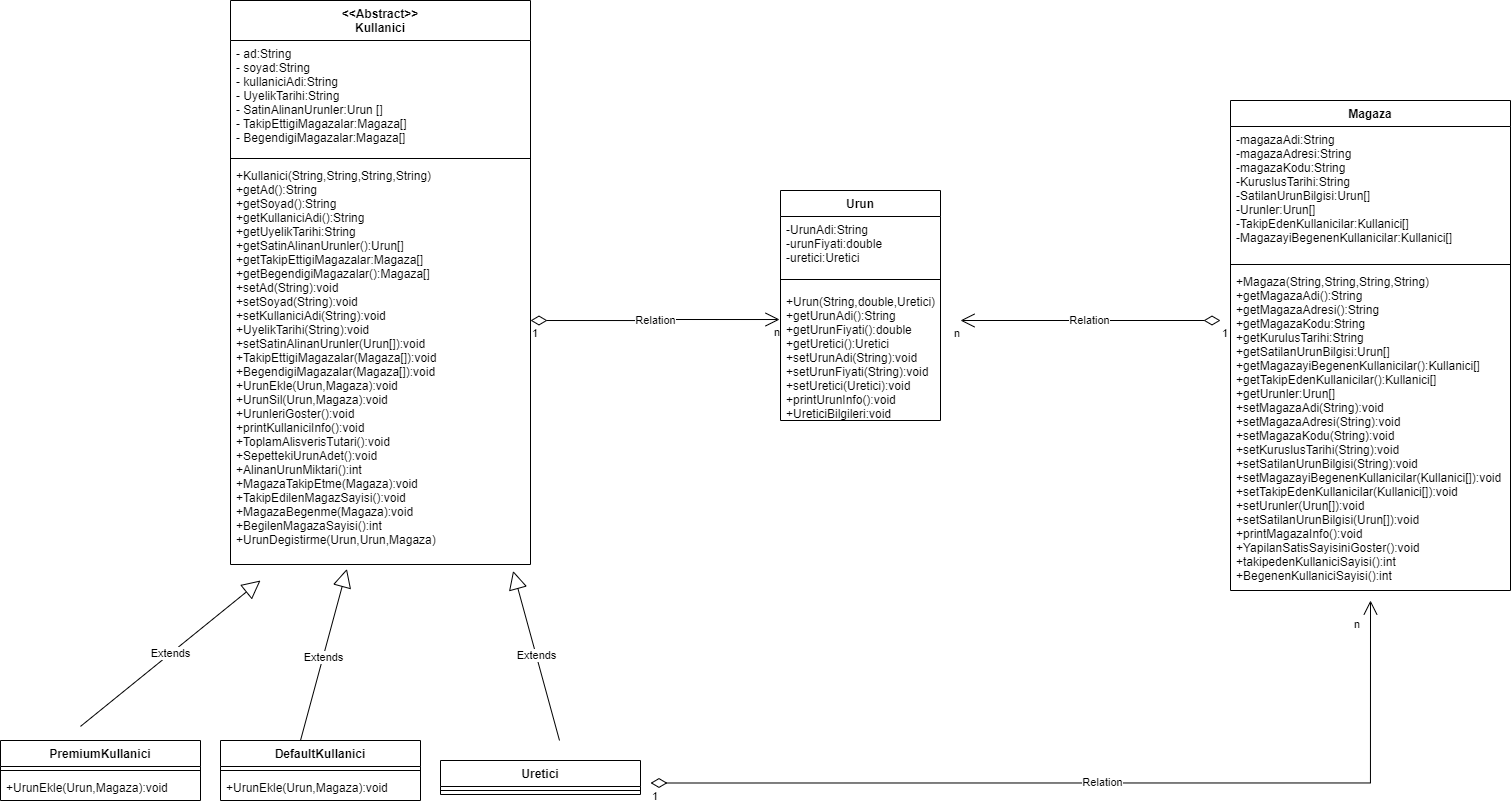 <<Abstract>>
Kullanici
- ad:String
- soyad:String
- kullaniciAdi:String
- UyelikTarihi:String
- SatinAlinanUrunler:Urun []
- TakipEttigiMagazalar:Magaza[]
- BegendigiMagazalar:Magaza[]
+Kullanici(String,String,String,String)
+getAd():String
+getSoyad():String
+getKullaniciAdi():String
+getUyelikTarihi:String
+getSatinAlinanUrunler():Urun[]
+getTakipEttigiMagazalar:Magaza[]
+getBegendigiMagazalar():Magaza[]
+setAd(String):void
+setSoyad(String):void
+setKullaniciAdi(String):void
+UyelikTarihi(String):void
+setSatinAlinanUrunler(Urun[]):void
+TakipEttigiMagazalar(Magaza[]):void
+BegendigiMagazalar(Magaza[]):void
+UrunEkle(Urun,Magaza):void
+UrunSil(Urun,Magaza):void
+UrunleriGoster():void
+printKullaniciInfo():void
+ToplamAlisverisTutari():void
+SepettekiUrunAdet():void
+AlinanUrunMiktari():int
+MagazaTakipEtme(Magaza):void
+TakipEdilenMagazSayisi():void
+MagazaBegenme(Magaza):void
+BegilenMagazaSayisi():int
+UrunDegistirme(Urun,Urun,Magaza)
1
Relation
n
Urun
-UrunAdi:String
-urunFiyati:double
-uretici:Uretici
+Urun(String,double,Uretici)
+getUrunAdi():String
+getUrunFiyati():double
+getUretici():Uretici
+setUrunAdi(String):void
+setUrunFiyati(String):void
+setUretici(Uretici):void
+printUrunInfo():void
+UreticiBilgileri:void
n
Relation
1
Magaza
-magazaAdi:String
-magazaAdresi:String
-magazaKodu:String
-KuruslusTarihi:String
-SatilanUrunBilgisi:Urun[]
-Urunler:Urun[]
-TakipEdenKullanicilar:Kullanici[]
-MagazayiBegenenKullanicilar:Kullanici[]
+Magaza(String,String,String,String)
+getMagazaAdi():String
+getMagazaAdresi():String
+getMagazaKodu:String
+getKurulusTarihi:String
+getSatilanUrunBilgisi:Urun[]
+getMagazayiBegenenKullanicilar():Kullanici[]
+getTakipEdenKullanicilar():Kullanici[]
+getUrunler:Urun[]
+setMagazaAdi(String):void
+setMagazaAdresi(String):void
+setMagazaKodu(String):void
+setKuruslusTarihi(String):void
+setSatilanUrunBilgisi(String):void
+setMagazayiBegenenKullanicilar(Kullanici[]):void
+setTakipEdenKullanicilar(Kullanici[]):void
+setUrunler(Urun[]):void
+setSatilanUrunBilgisi(Urun[]):void
+printMagazaInfo():void
+YapilanSatisSayisiniGoster():void
+takipedenKullaniciSayisi():int
+BegenenKullaniciSayisi():int
n
Extends
Extends
Extends
PremiumKullanici
+UrunEkle(Urun,Magaza):void
DefaultKullanici
+UrunEkle(Urun,Magaza):void
Uretici
1
Relation